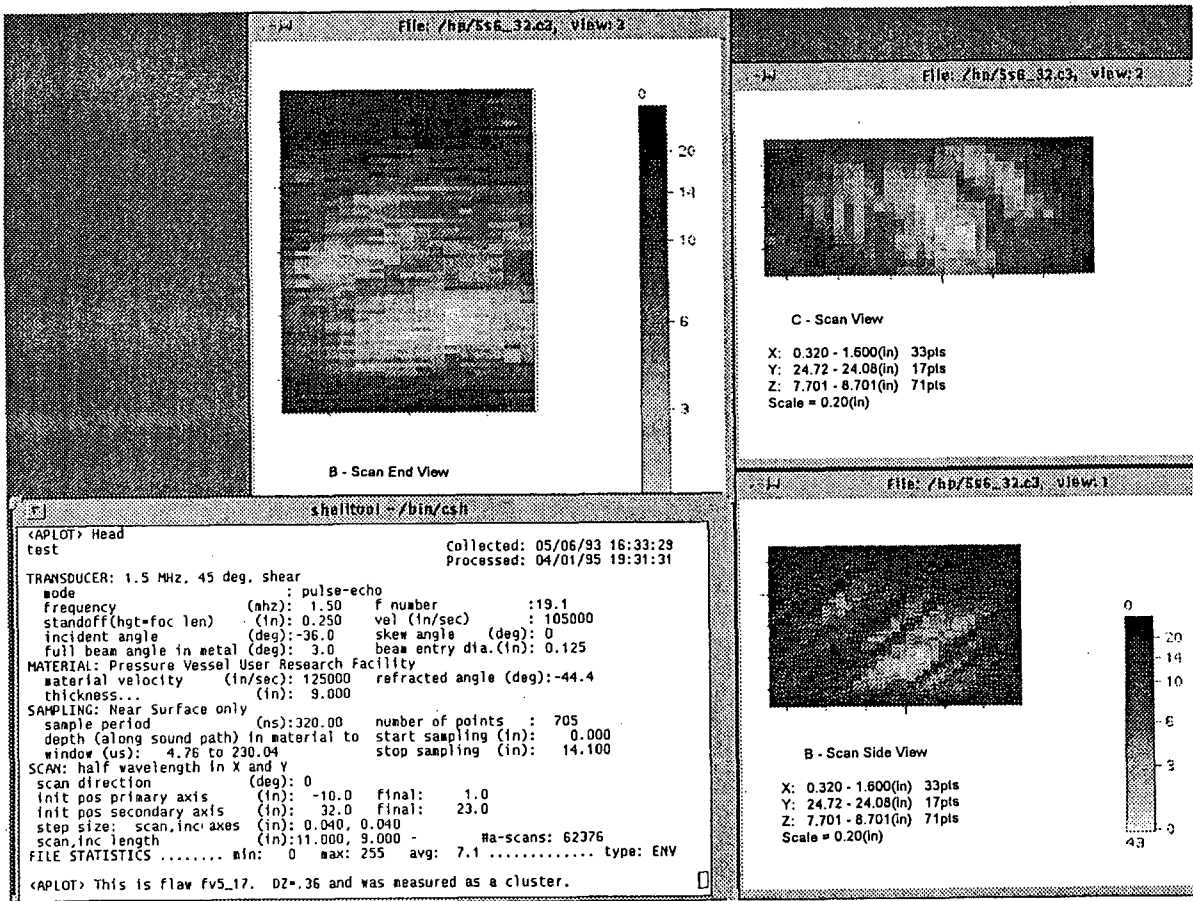 File: /hp/5s6_32.c3, view: 3
0
20
14
10
6
3
B - Scan End View
File: /hp/5s6_32.c3, view: 2
C - Scan View
X: 0.320 - 1.600(in) 33pts
Y: 24.72 - 24.08(in) 17pts
Z: 7.701 - 8.701(in) 71pts
Scale = 0.20(in)
shelltool - /bin/csh
<APLOT> Head
test
Collected: 05/06/93 16:33:29
Processed: 04/01/95 19:31:31
TRANSDUCER: 1.5 MHz, 45 deg, shear
mode : pulse-echo
frequency (mhz): 1.50 f number :19.1
standoff(hgt=foc len) (in): 0.250 vel (in/sec) : 105000
incident angle (deg):-36.0 skew angle (deg): 0
full beam angle in metal (deg): 3.0 beam entry dia.(in): 0.125
MATERIAL: Pressure Vessel User Research Facility
material velocity (in/sec): 125000 refracted angle (deg):-44.4
thickness... (in): 9.000
SAMPLING: Near Surface only
sample period (ns):320.00 number of points : 705
depth (along sound path) in material to start sampling (in): 0.000
window (us): 4.76 to 230.04 stop sampling (in): 14.100
SCAN: half wavelength in X and Y
scan direction (deg): 0
init pos primary axis (in): -10.0 final: 1.0
init pos secondary axis (in): 32.0 final: 23.0
step size: scan,inc axes (in): 0.040, 0.040
scan,inc length (in):11.000, 9.000 - #a-scans: 62376
FILE STATISTICS ........ min: 0 max: 255 avg: 7.1 ............. type: ENV
<APLOT> This is flaw fv5_17. DZ=.36 and was measured as a cluster.
File: /hp/5s6_32.c3, view: 1
0
20
14
10
6
3
0
43
B - Scan Side View
X: 0.320 - 1.600(in) 33pts
Y: 24.72 - 24.08(in) 17pts
Z: 7.701 - 8.701(in) 71pts
Scale = 0.20(in)